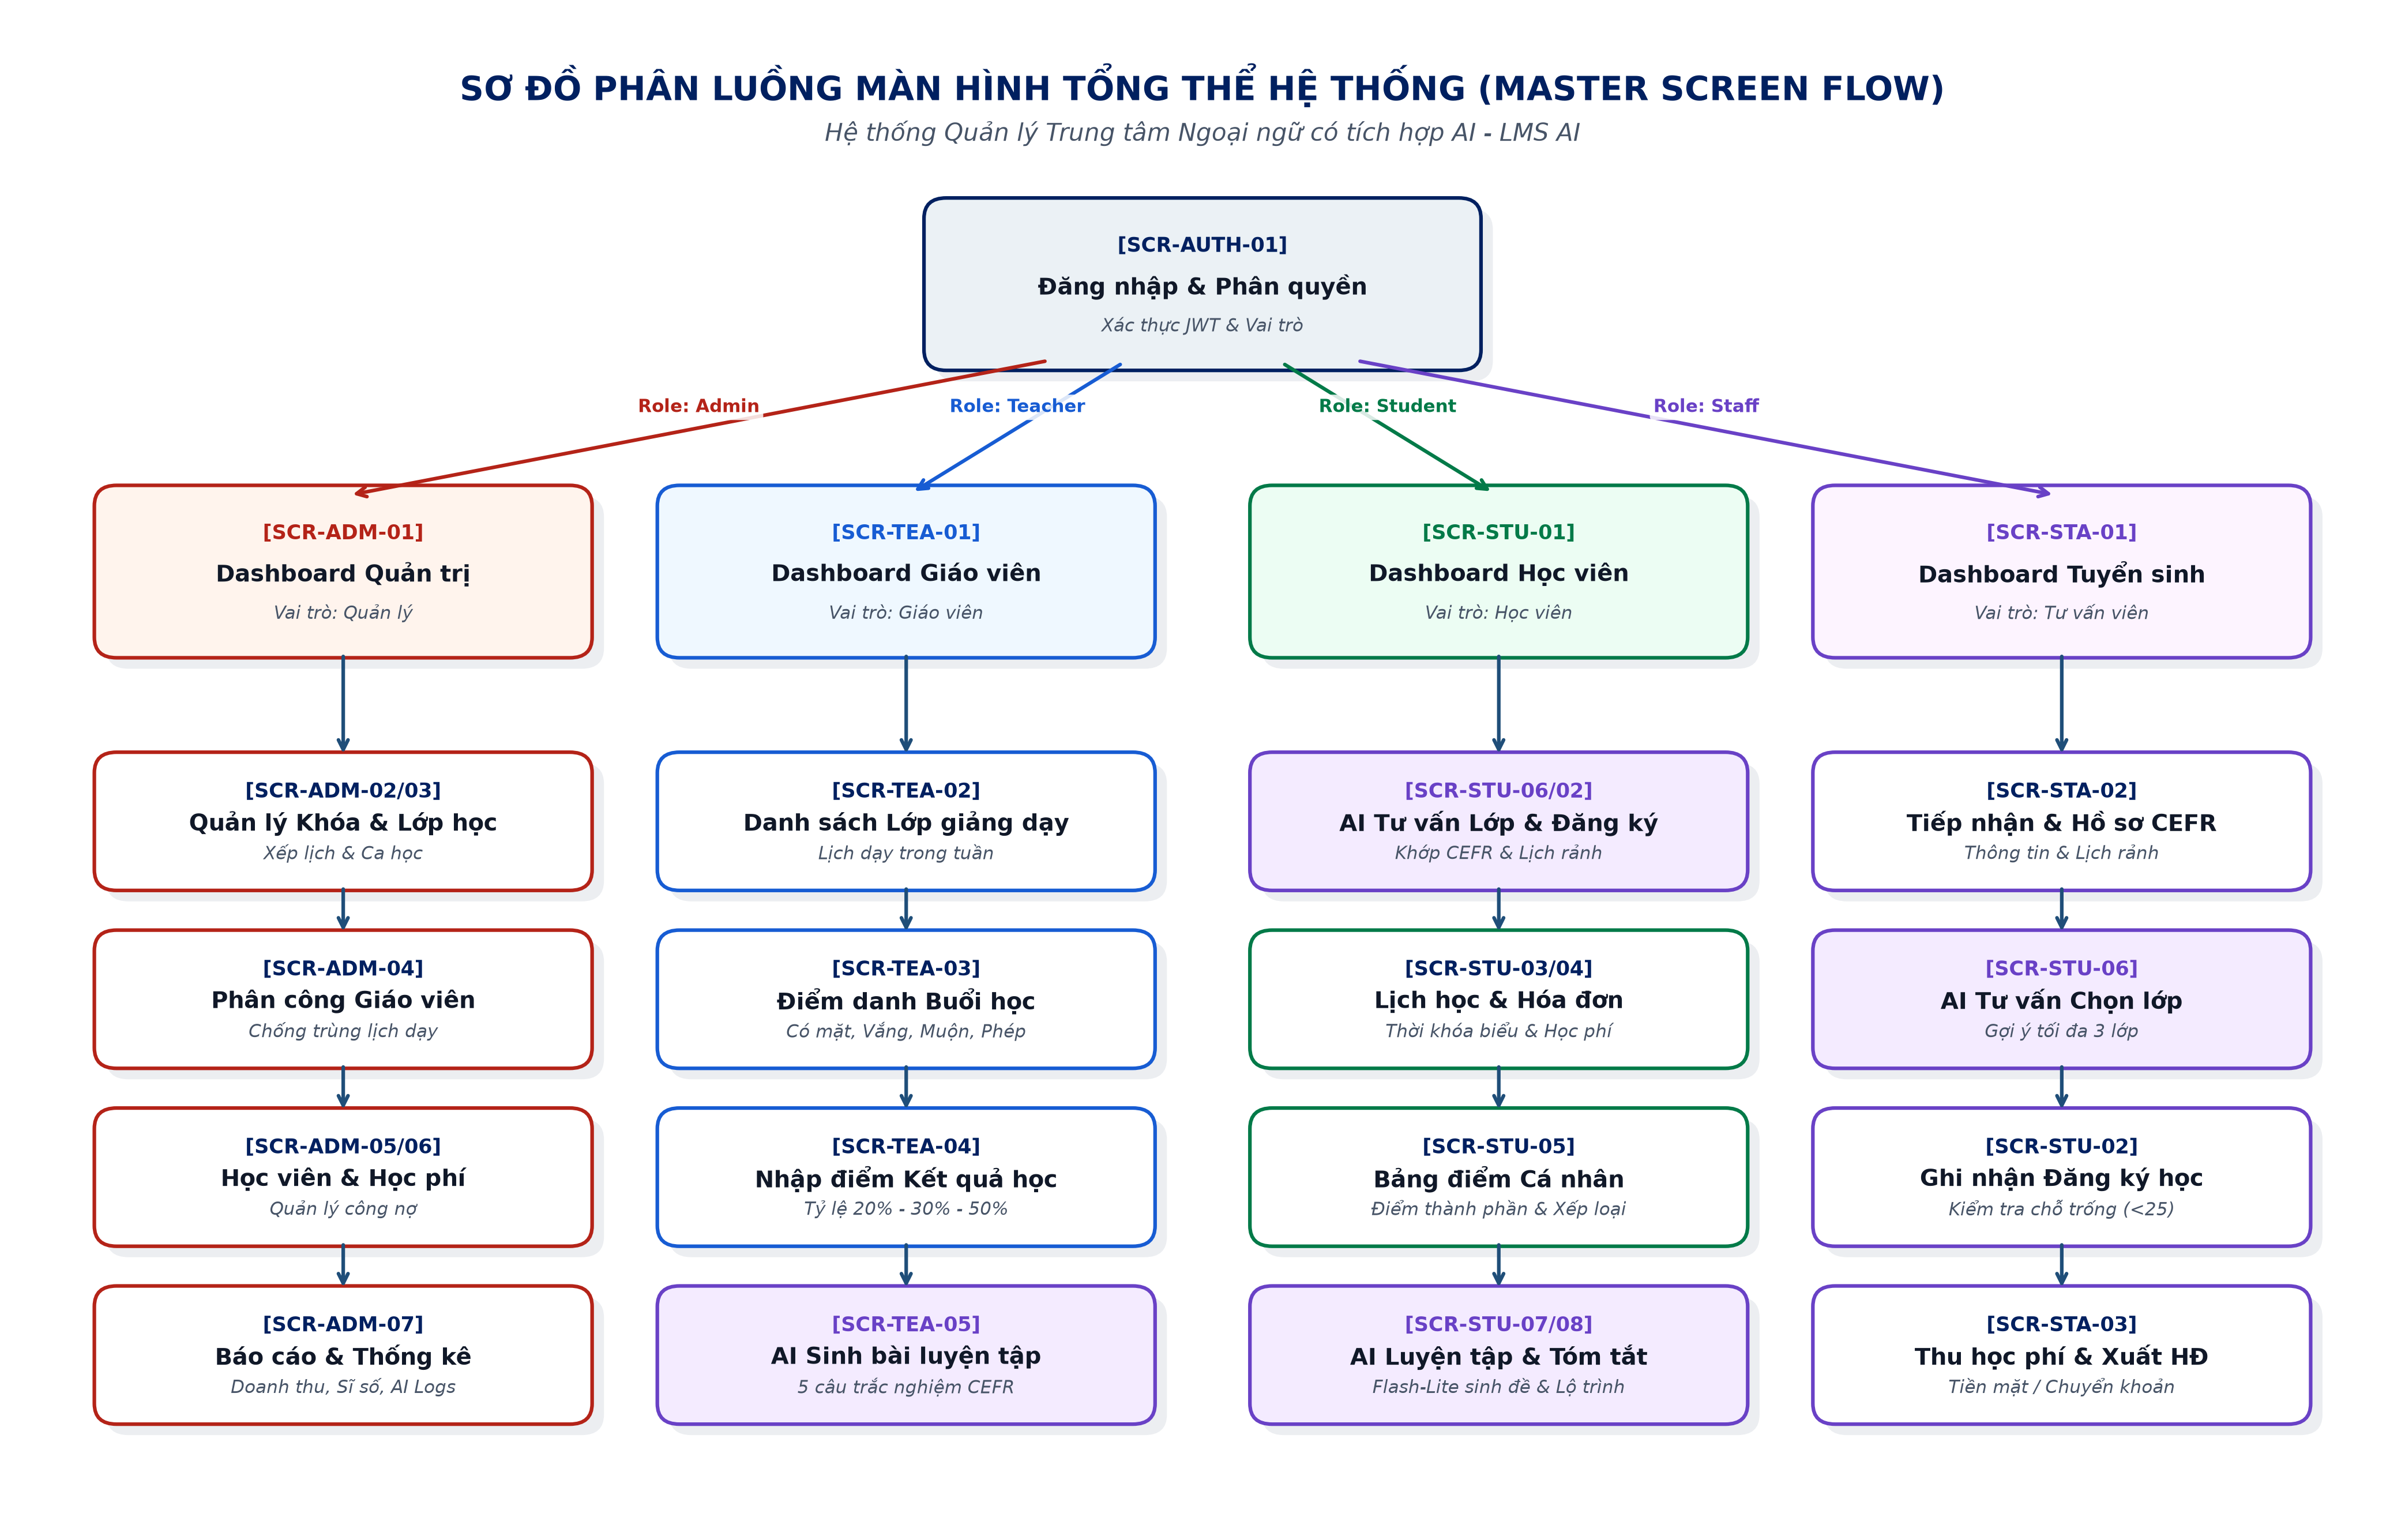 SƠ ĐỒ PHÂN LUỒNG MÀN HÌNH TỔNG THỂ HỆ THỐNG (MASTER SCREEN FLOW)
Hệ thống Quản lý Trung tâm Ngoại ngữ có tích hợp AI - LMS AI
[SCR-AUTH-01]
Đăng nhập & Phân quyền
Xác thực JWT & Vai trò
Role: Admin
Role: Teacher
Role: Student
Role: Staff
[SCR-ADM-01]
Dashboard Quản trị
Vai trò: Quản lý
[SCR-TEA-01]
Dashboard Giáo viên
Vai trò: Giáo viên
[SCR-STU-01]
Dashboard Học viên
Vai trò: Học viên
[SCR-STA-01]
Dashboard Tuyển sinh
Vai trò: Tư vấn viên
[SCR-ADM-02/03]
Quản lý Khóa & Lớp học
Xếp lịch & Ca học
[SCR-TEA-02]
Danh sách Lớp giảng dạy
Lịch dạy trong tuần
[SCR-STU-06/02]
AI Tư vấn Lớp & Đăng ký
Khớp CEFR & Lịch rảnh
[SCR-STA-02]
Tiếp nhận & Hồ sơ CEFR
Thông tin & Lịch rảnh
[SCR-ADM-04]
Phân công Giáo viên
Chống trùng lịch dạy
[SCR-TEA-03]
Điểm danh Buổi học
Có mặt, Vắng, Muộn, Phép
[SCR-STU-03/04]
Lịch học & Hóa đơn
Thời khóa biểu & Học phí
[SCR-STU-06]
AI Tư vấn Chọn lớp
Gợi ý tối đa 3 lớp
[SCR-ADM-05/06]
Học viên & Học phí
Quản lý công nợ
[SCR-TEA-04]
Nhập điểm Kết quả học
Tỷ lệ 20% - 30% - 50%
[SCR-STU-05]
Bảng điểm Cá nhân
Điểm thành phần & Xếp loại
[SCR-STU-02]
Ghi nhận Đăng ký học
Kiểm tra chỗ trống (<25)
[SCR-ADM-07]
Báo cáo & Thống kê
Doanh thu, Sĩ số, AI Logs
[SCR-TEA-05]
AI Sinh bài luyện tập
5 câu trắc nghiệm CEFR
[SCR-STU-07/08]
AI Luyện tập & Tóm tắt
Flash-Lite sinh đề & Lộ trình
[SCR-STA-03]
Thu học phí & Xuất HĐ
Tiền mặt / Chuyển khoản